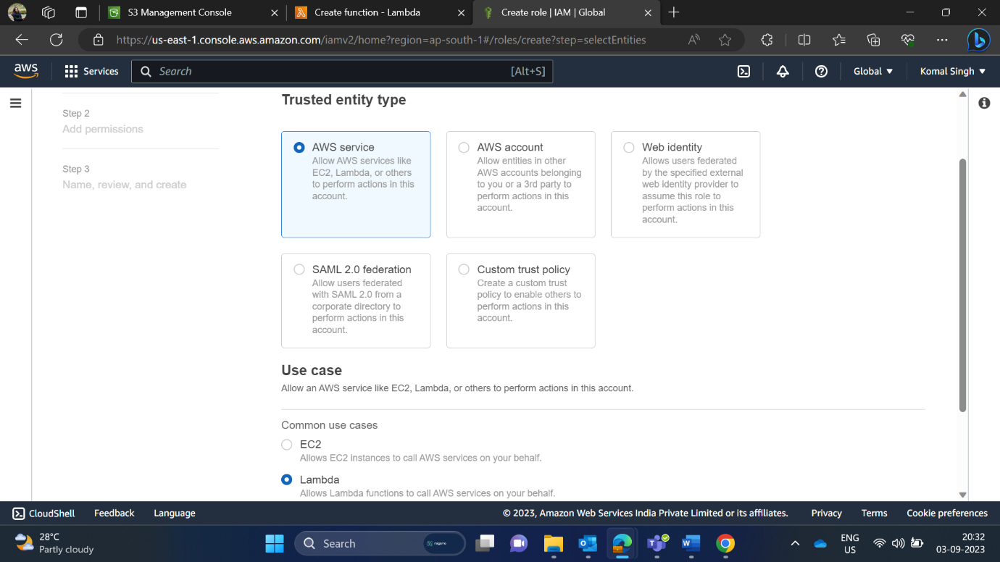 S3 Management Console
Create function - Lambda
Create role | IAM | Global
https://us-east-1.console.aws.amazon.com/iamv2/home?region=ap-south-1#/roles/create?step=selectEntities
aws
Services
Search
[Alt+S]
Global
Komal Singh
Step 2
Add permissions
Step 3
Name, review, and create
Trusted entity type
AWS service
Allow AWS services like
EC2, Lambda, or others
to perform actions in this
account.
AWS account
Allow entities in other
AWS accounts belonging
to you or a 3rd party to
perform actions in this
account.
Web identity
Allows users federated
by the specified external
web identity provider to
assume this role to
perform actions in this
account.
SAML 2.0 federation
Allow users federated
with SAML 2.0 from a
corporate directory to
perform actions in this
account.
Custom trust policy
Create a custom trust
policy to enable others to
perform actions in this
account.
Use case
Allow an AWS service like EC2, Lambda, or others to perform actions in this account.
Common use cases
EC2
Allows EC2 instances to call AWS services on your behalf.
Lambda
Allows Lambda functions to call AWS services on your behalf.
CloudShell
Feedback
Language
© 2023, Amazon Web Services India Private Limited or its affiliates.
Privacy
Terms
Cookie preferences
28°C
Partly cloudy
Search
ENG
US
20:32
03-09-2023